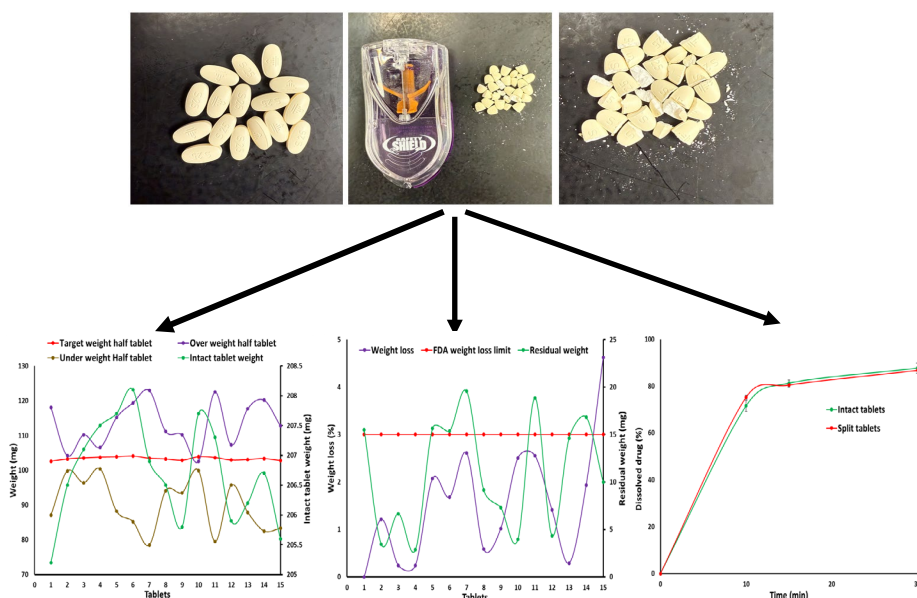 SAFETY
SHIELD
Target weight half tablet
Over weight half tablet
Under weight Half tablet
Intact tablet weight
130
120
110
100
90
80
70
Weight (mg)
208.5
208
207.5
207
206.5
206
205.5
205
Intact tablet weight (mg)
0 1 2 3 4 5 6 7 8 9 10 11 12 13 14 15
Tablets
Weight loss
FDA weight loss limit
Residual weight
5
4
3
2
1
0
Weight loss (%)
25
20
15
10
5
0
Residual weight (mg)
0 1 2 3 4 5 6 7 8 9 10 11 12 13 14 15
Tablets
100
80
60
40
20
0
Dissolved drug (%)
Intact tablets
Split tablets
0 10 20 30
Time (min)